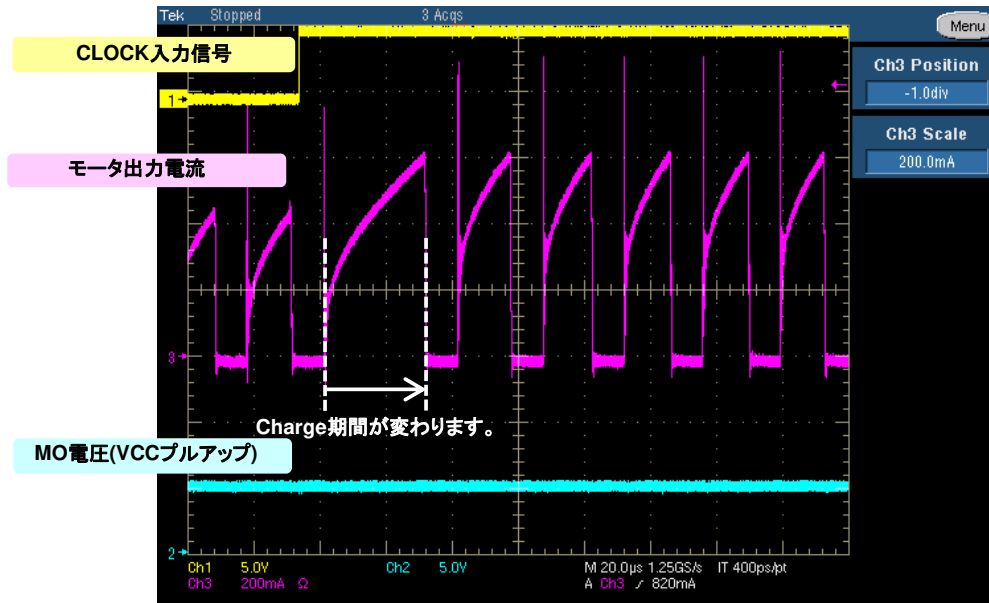 Tek Stopped 3 Acqs
Menu
CLOCK入力信号
Ch3 Position
-1.0div
1
Ch3 Scale
200.0mA
モータ出力電流
3
Charge期間が変わります。
MO電圧(VCCプルアップ)
2
Ch1 5.0V Ch2 5.0V M 20.0µs 1.25GS/s IT 400ps/pt
Ch3 200mA Ω A Ch3 ⁄ 820mA